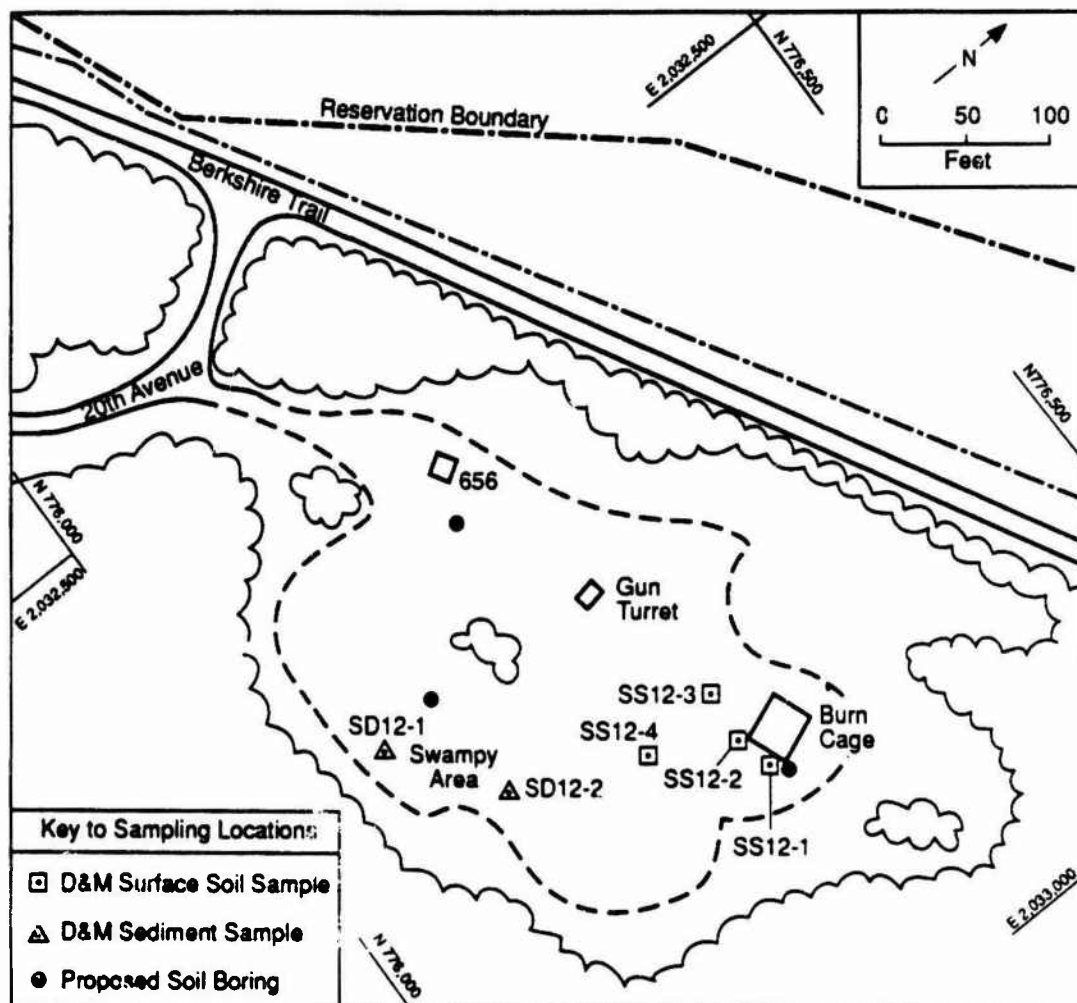 E 2,032,500
N 776,500
N
0 50 100
Feet
Reservation Boundary
Berkshire Trail
20th Avenue
N776,500
N 776,000
E 2,032,500
656
Gun
Turret
SS12-3
SS12-4
SS12-2
Burn
Cage
SD12-1
Swampy
Area
SD12-2
SS12-1
Key to Sampling Locations
D&M Surface Soil Sample
D&M Sediment Sample
Proposed Soil Boring
N 776,000
E 2,033,000